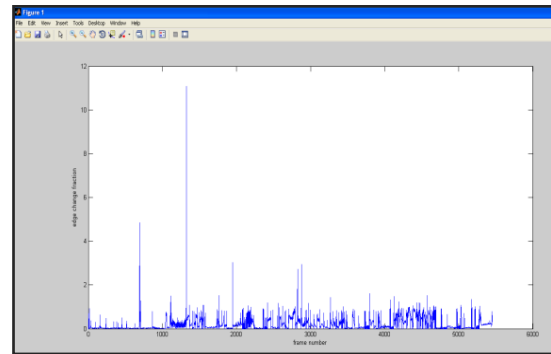 Figure 1
File Edit View Insert Tools Desktop Window Help
12
10
8
6
4
2
0
0 1000 2000 3000 4000 5000 6000
edge change fraction
frame number